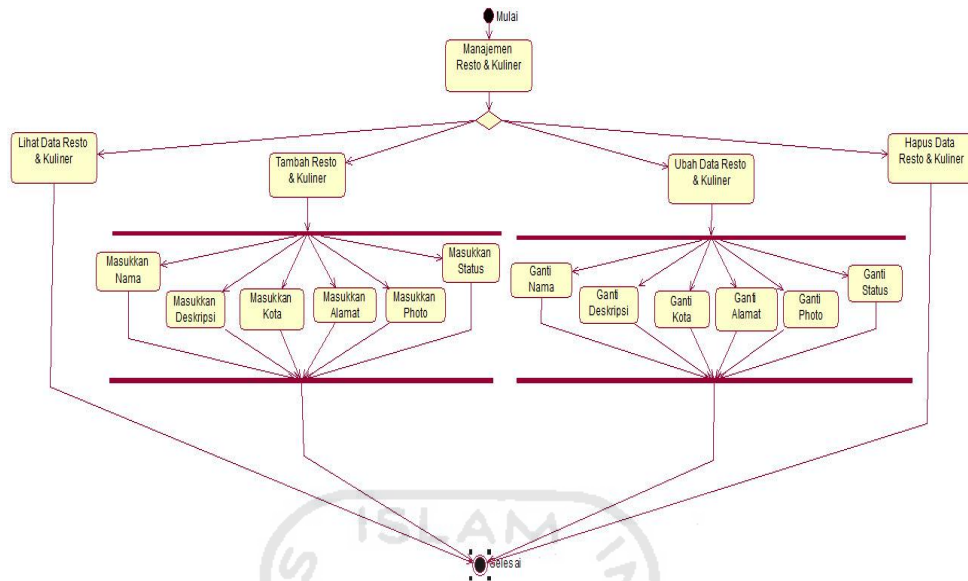 Mulai
Manajemen
Resto & Kuliner
Lihat Data Resto
& Kuliner
Tambah Resto
& Kuliner
Ubah Data Resto
& Kuliner
Hapus Data
Resto & Kuliner
Masukkan
Nama
Masukkan
Deskripsi
Masukkan
Kota
Masukkan
Alamat
Masukkan
Photo
Masukkan
Status
Ganti
Nama
Ganti
Deskripsi
Ganti
Kota
Ganti
Alamat
Ganti
Photo
Ganti
Status
ISLAM
Selesai